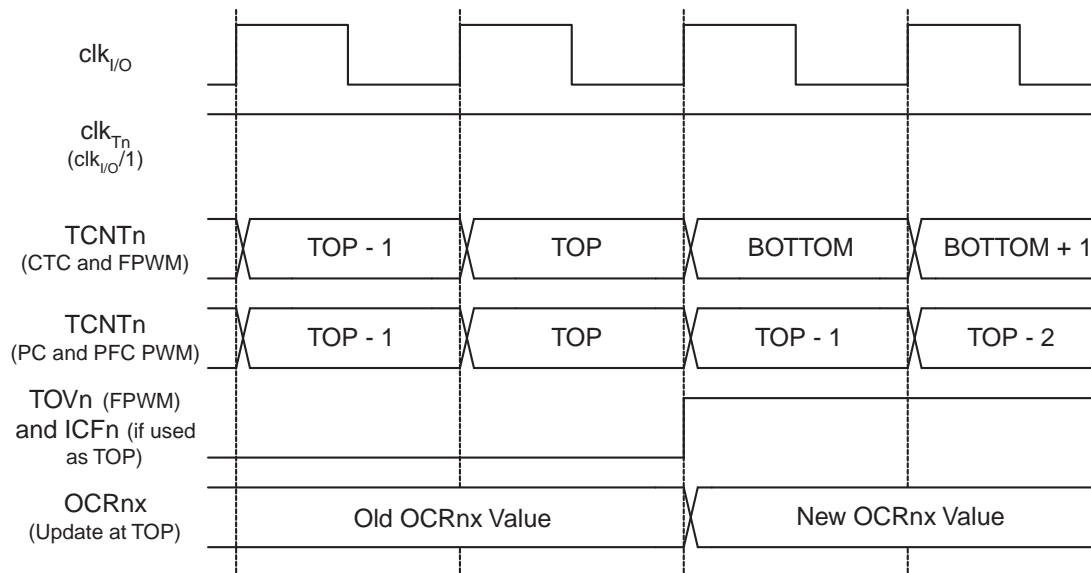 clkI/O
clkTn
(clkI/O/1)
TCNTn
(CTC and FPWM)
TOP - 1
TOP
BOTTOM
BOTTOM + 1
TCNTn
(PC and PFC PWM)
TOP - 1
TOP
TOP - 1
TOP - 2
TOVn (FPWM)
and ICFn (if used
as TOP)
OCRnx
(Update at TOP)
Old OCRnx Value
New OCRnx Value